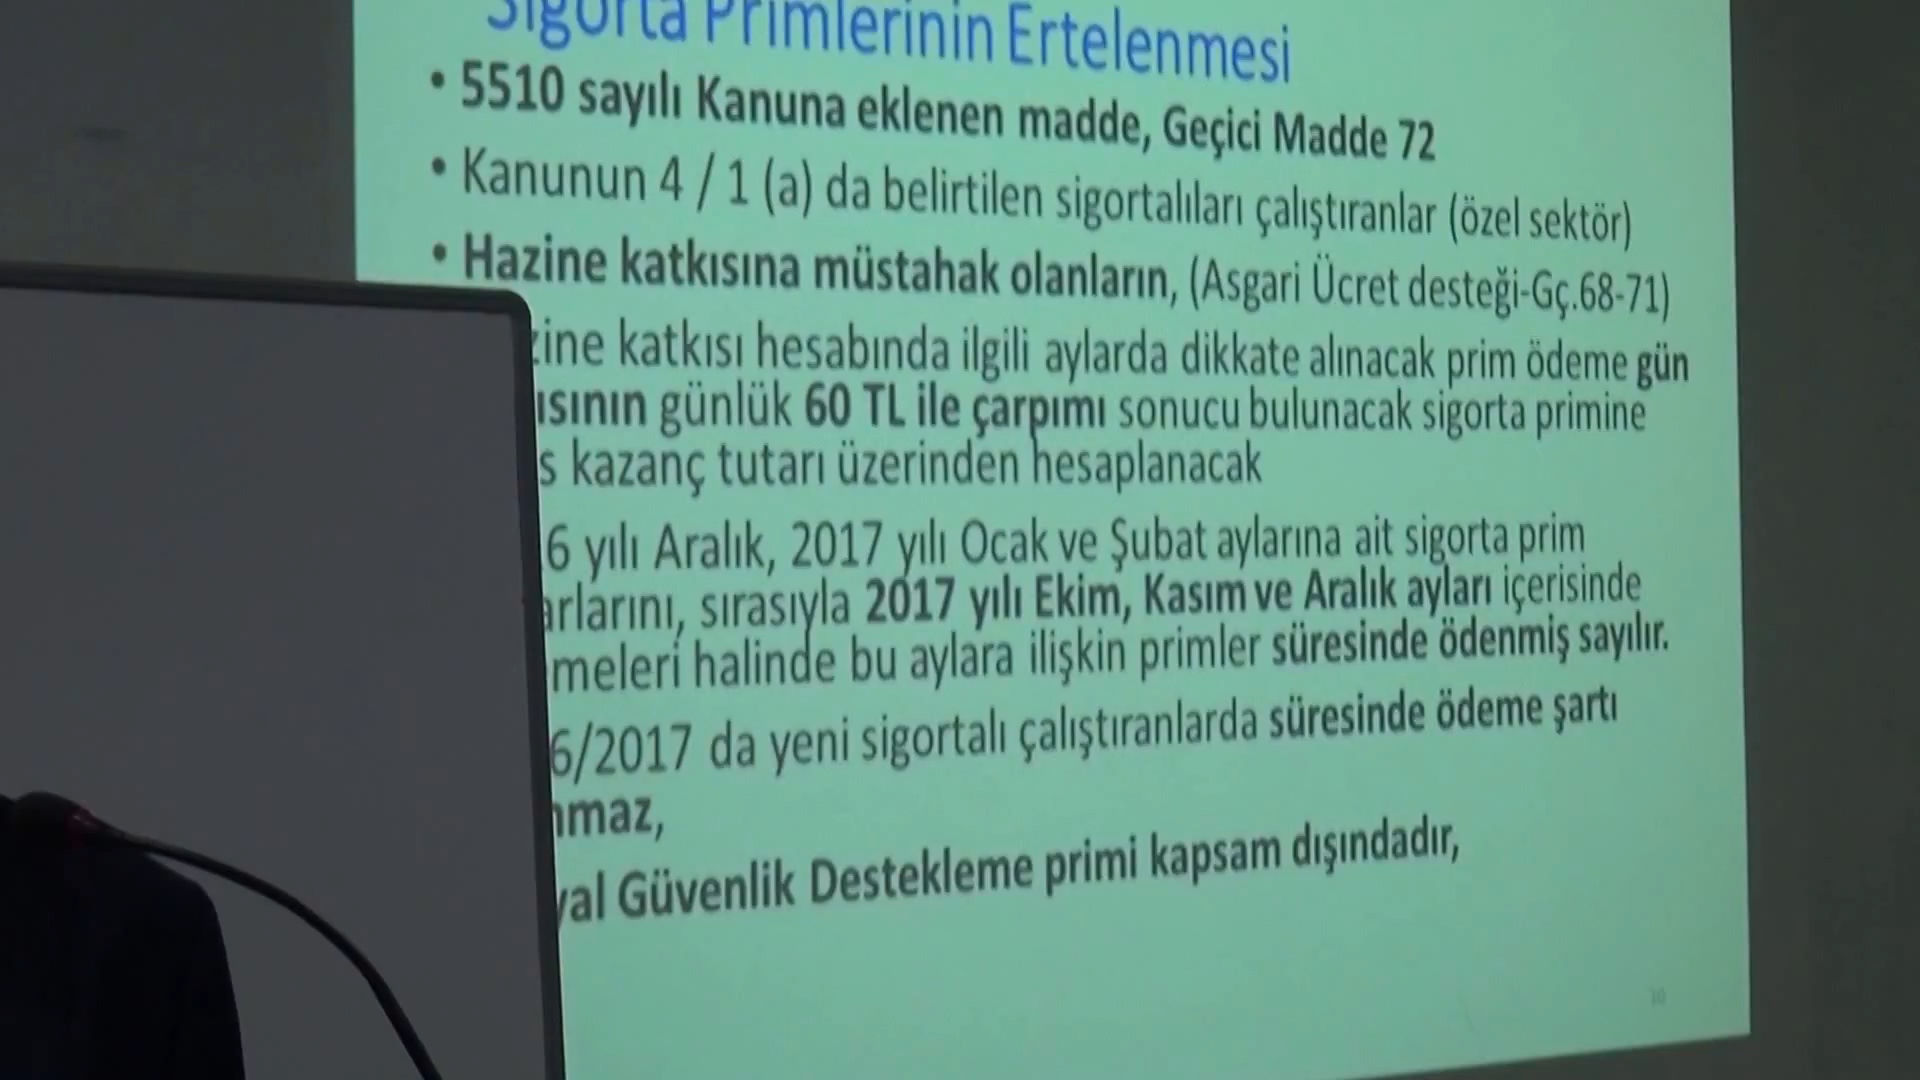 Sigorta Primlerinin Ertelenmesi
• 5510 sayılı Kanuna eklenen madde, Geçici Madde 72
• Kanunun 4 / 1 (a) da belirtilen sigortalıları çalıştıranlar (özel sektör)
• Hazine katkısına müstahak olanların, (Asgari Ücret desteği-Gç.68-71)
zine katkısı hesabında ilgili aylarda dikkate alınacak prim ödeme gün
ısının günlük 60 TL ile çarpımı sonucu bulunacak sigorta primine
s kazanç tutarı üzerinden hesaplanacak
6 yılı Aralık, 2017 yılı Ocak ve Şubat aylarına ait sigorta prim
arlarını, sırasıyla 2017 yılı Ekim, Kasım ve Aralık ayları içerisinde
meleri halinde bu aylara ilişkin primler süresinde ödenmiş sayılır.
6/2017 da yeni sigortalı çalıştıranlarda süresinde ödeme şartı
nmaz,
yal Güvenlik Destekleme primi kapsam dışındadır,
10